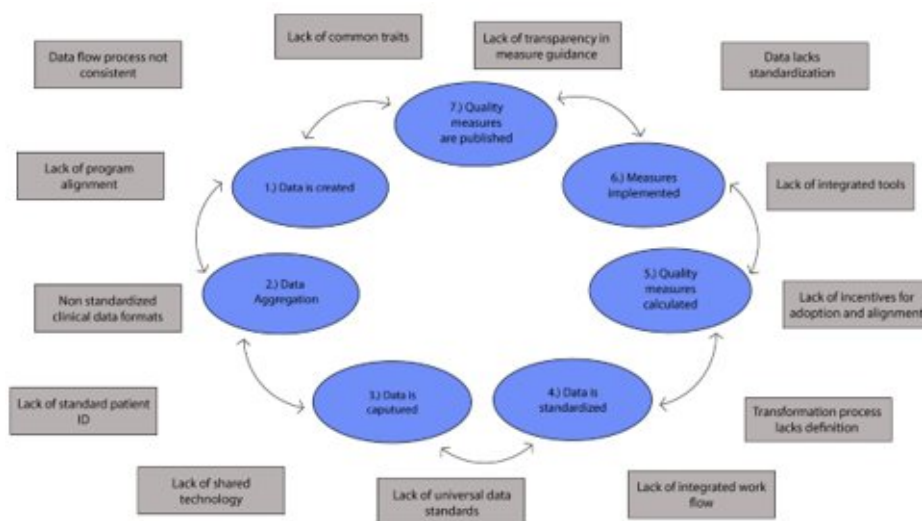 Lack of common traits
Lack of transparency in
measure guidance
Data flow process not
consistent
Data lacks
standardization
7.) Quality
measures
are published
Lack of program
alignment
1.) Data is created
6.) Measures
implemented
Lack of integrated tools
Non standardized
clinical data formats
2.) Data
Aggregation
5.) Quality
measures
calculated
Lack of incentives for
adoption and alignment
Lack of standard patient
ID
3.) Data is
caputured
4.) Data is
standardized
Transformation process
lacks definition
Lack of shared
technology
Lack of universal data
standards
Lack of integrated work
flow